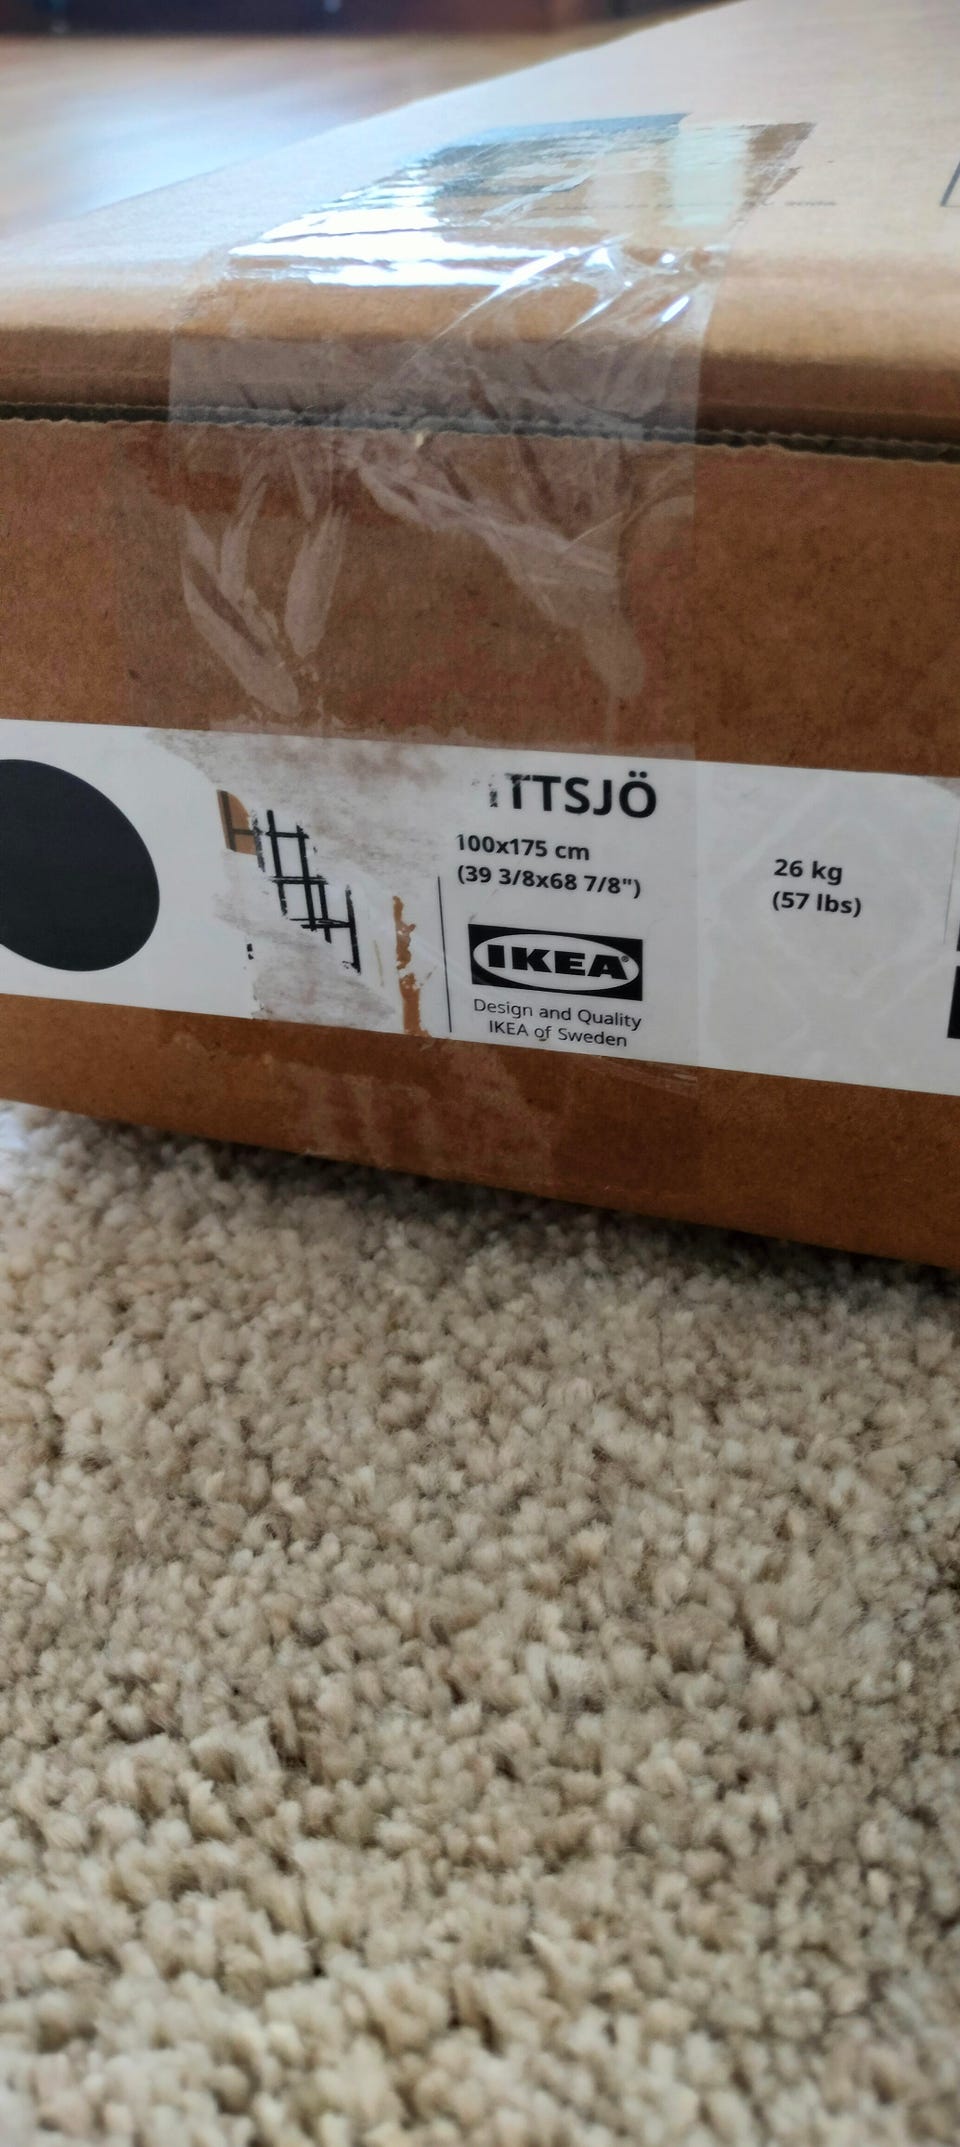 TTSJÖ
100x175 cm
(39 3/8x68 7/8")
26 kg
(57 lbs)
IKEA®
Design and Quality
IKEA of Sweden